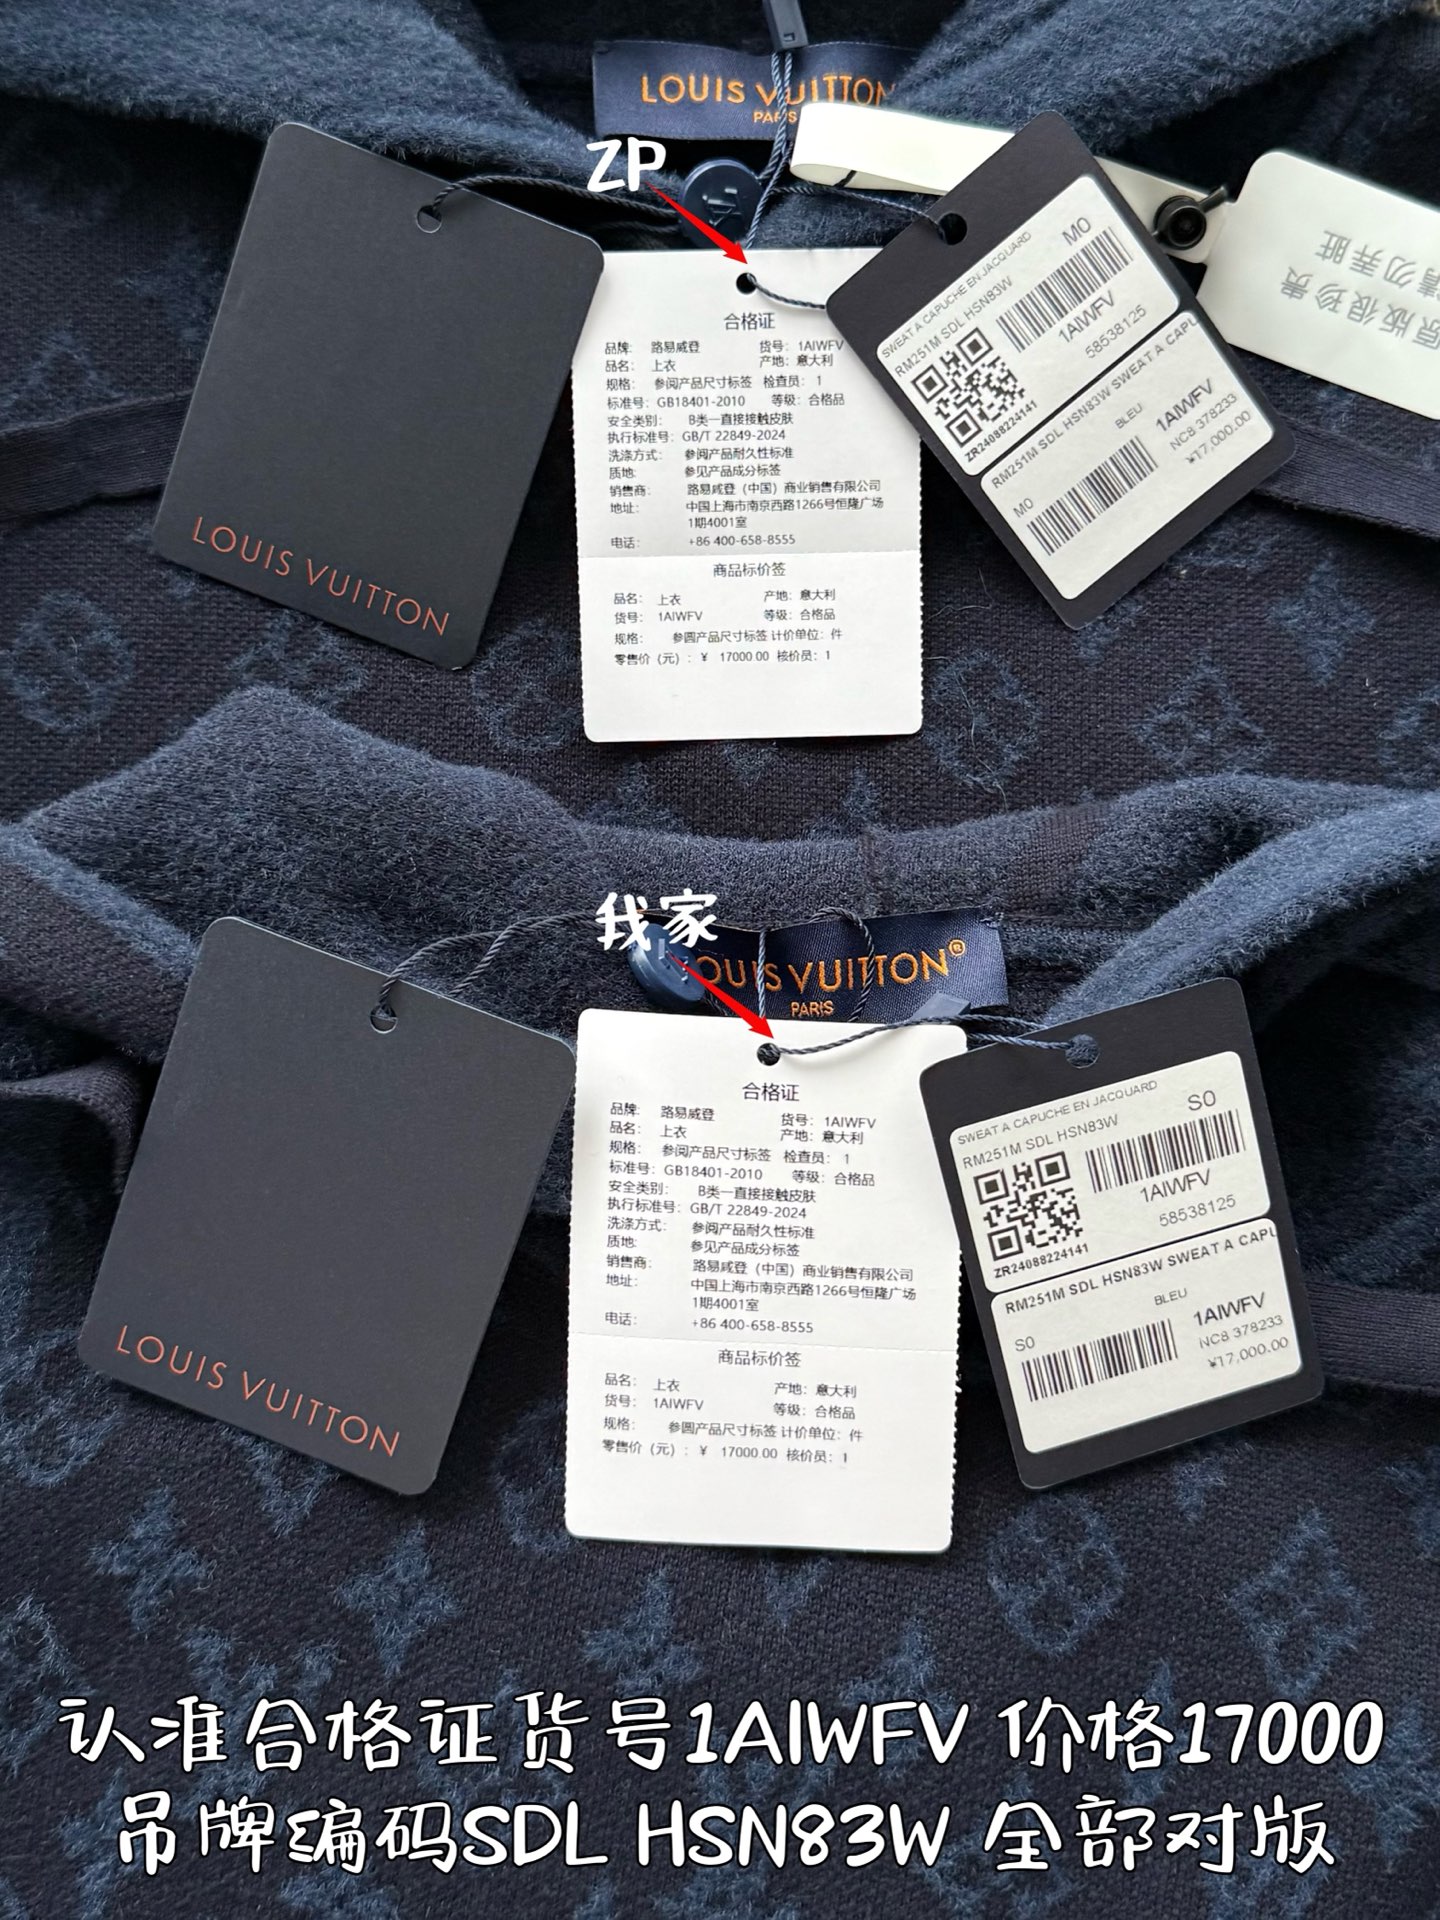 LOUIS VUITTON
PARIS
ZP
原版很珍贵
请勿弄脏
LOUIS VUITTON
合格证
品牌: 路易威登 货号: 1AIWFV
品名: 上衣 产地: 意大利
规格: 参阅产品尺寸标签 检查员: 1
标准号: GB18401-2010 等级: 合格品
安全类别: B类一直接接触皮肤
执行标准号: GB/T 22849-2024
洗涤方式: 参阅产品耐久性标准
质地: 参见产品成分标签
销售商: 路易威登（中国）商业销售有限公司
地址: 中国上海市南京西路1266号恒隆广场
1期4001室
电话: +86 400-658-8555
商品标价签
品名: 上衣 产地: 意大利
货号: 1AIWFV 等级: 合格品
规格: 参圆产品尺寸标签 计价单位: 件
零售价（元）: ¥ 17000.00 核价员: 1
SWEAT A CAPUCHE EN JACQUARD
RM251M SDL HSN83W M0
1AIWFV
58538125
ZR24088224141
RM251M SDL HSN83W SWEAT A CAPU
BLEU
M0 1AIWFV
NC8 378233
¥17,000.00
我家
LOUIS VUITTON®
PARIS
LOUIS VUITTON
合格证
品牌: 路易威登 货号: 1AIWFV
品名: 上衣 产地: 意大利
规格: 参阅产品尺寸标签 检查员: 1
标准号: GB18401-2010 等级: 合格品
安全类别: B类一直接接触皮肤
执行标准号: GB/T 22849-2024
洗涤方式: 参阅产品耐久性标准
质地: 参见产品成分标签
销售商: 路易威登（中国）商业销售有限公司
地址: 中国上海市南京西路1266号恒隆广场
1期4001室
电话: +86 400-658-8555
商品标价签
品名: 上衣 产地: 意大利
货号: 1AIWFV 等级: 合格品
规格: 参圆产品尺寸标签 计价单位: 件
零售价（元）: ¥ 17000.00 核价员: 1
SWEAT A CAPUCHE EN JACQUARD
RM251M SDL HSN83W S0
1AIWFV
58538125
ZR24088224141
RM251M SDL HSN83W SWEAT A CAPU
BLEU
S0 1AIWFV
NC8 378233
¥17,000.00
认准合格证货号1AIWFV 价格17000
吊牌编码SDL HSN83W 全部对版